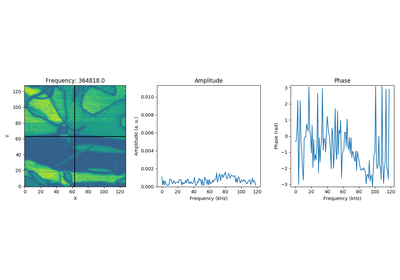 Frequency: 364818.0
120
100
80
60
40
20
0
Y
0 20 40 60 80 100 120
X
Amplitude
0.010
0.008
0.006
0.004
0.002
0.000
Amplitude (a. u.)
0 20 40 60 80 100 120
Frequency (kHz)
Phase
3
2
1
0
−1
−2
−3
Phase (rad)
0 20 40 60 80 100 120
Frequency (kHz)